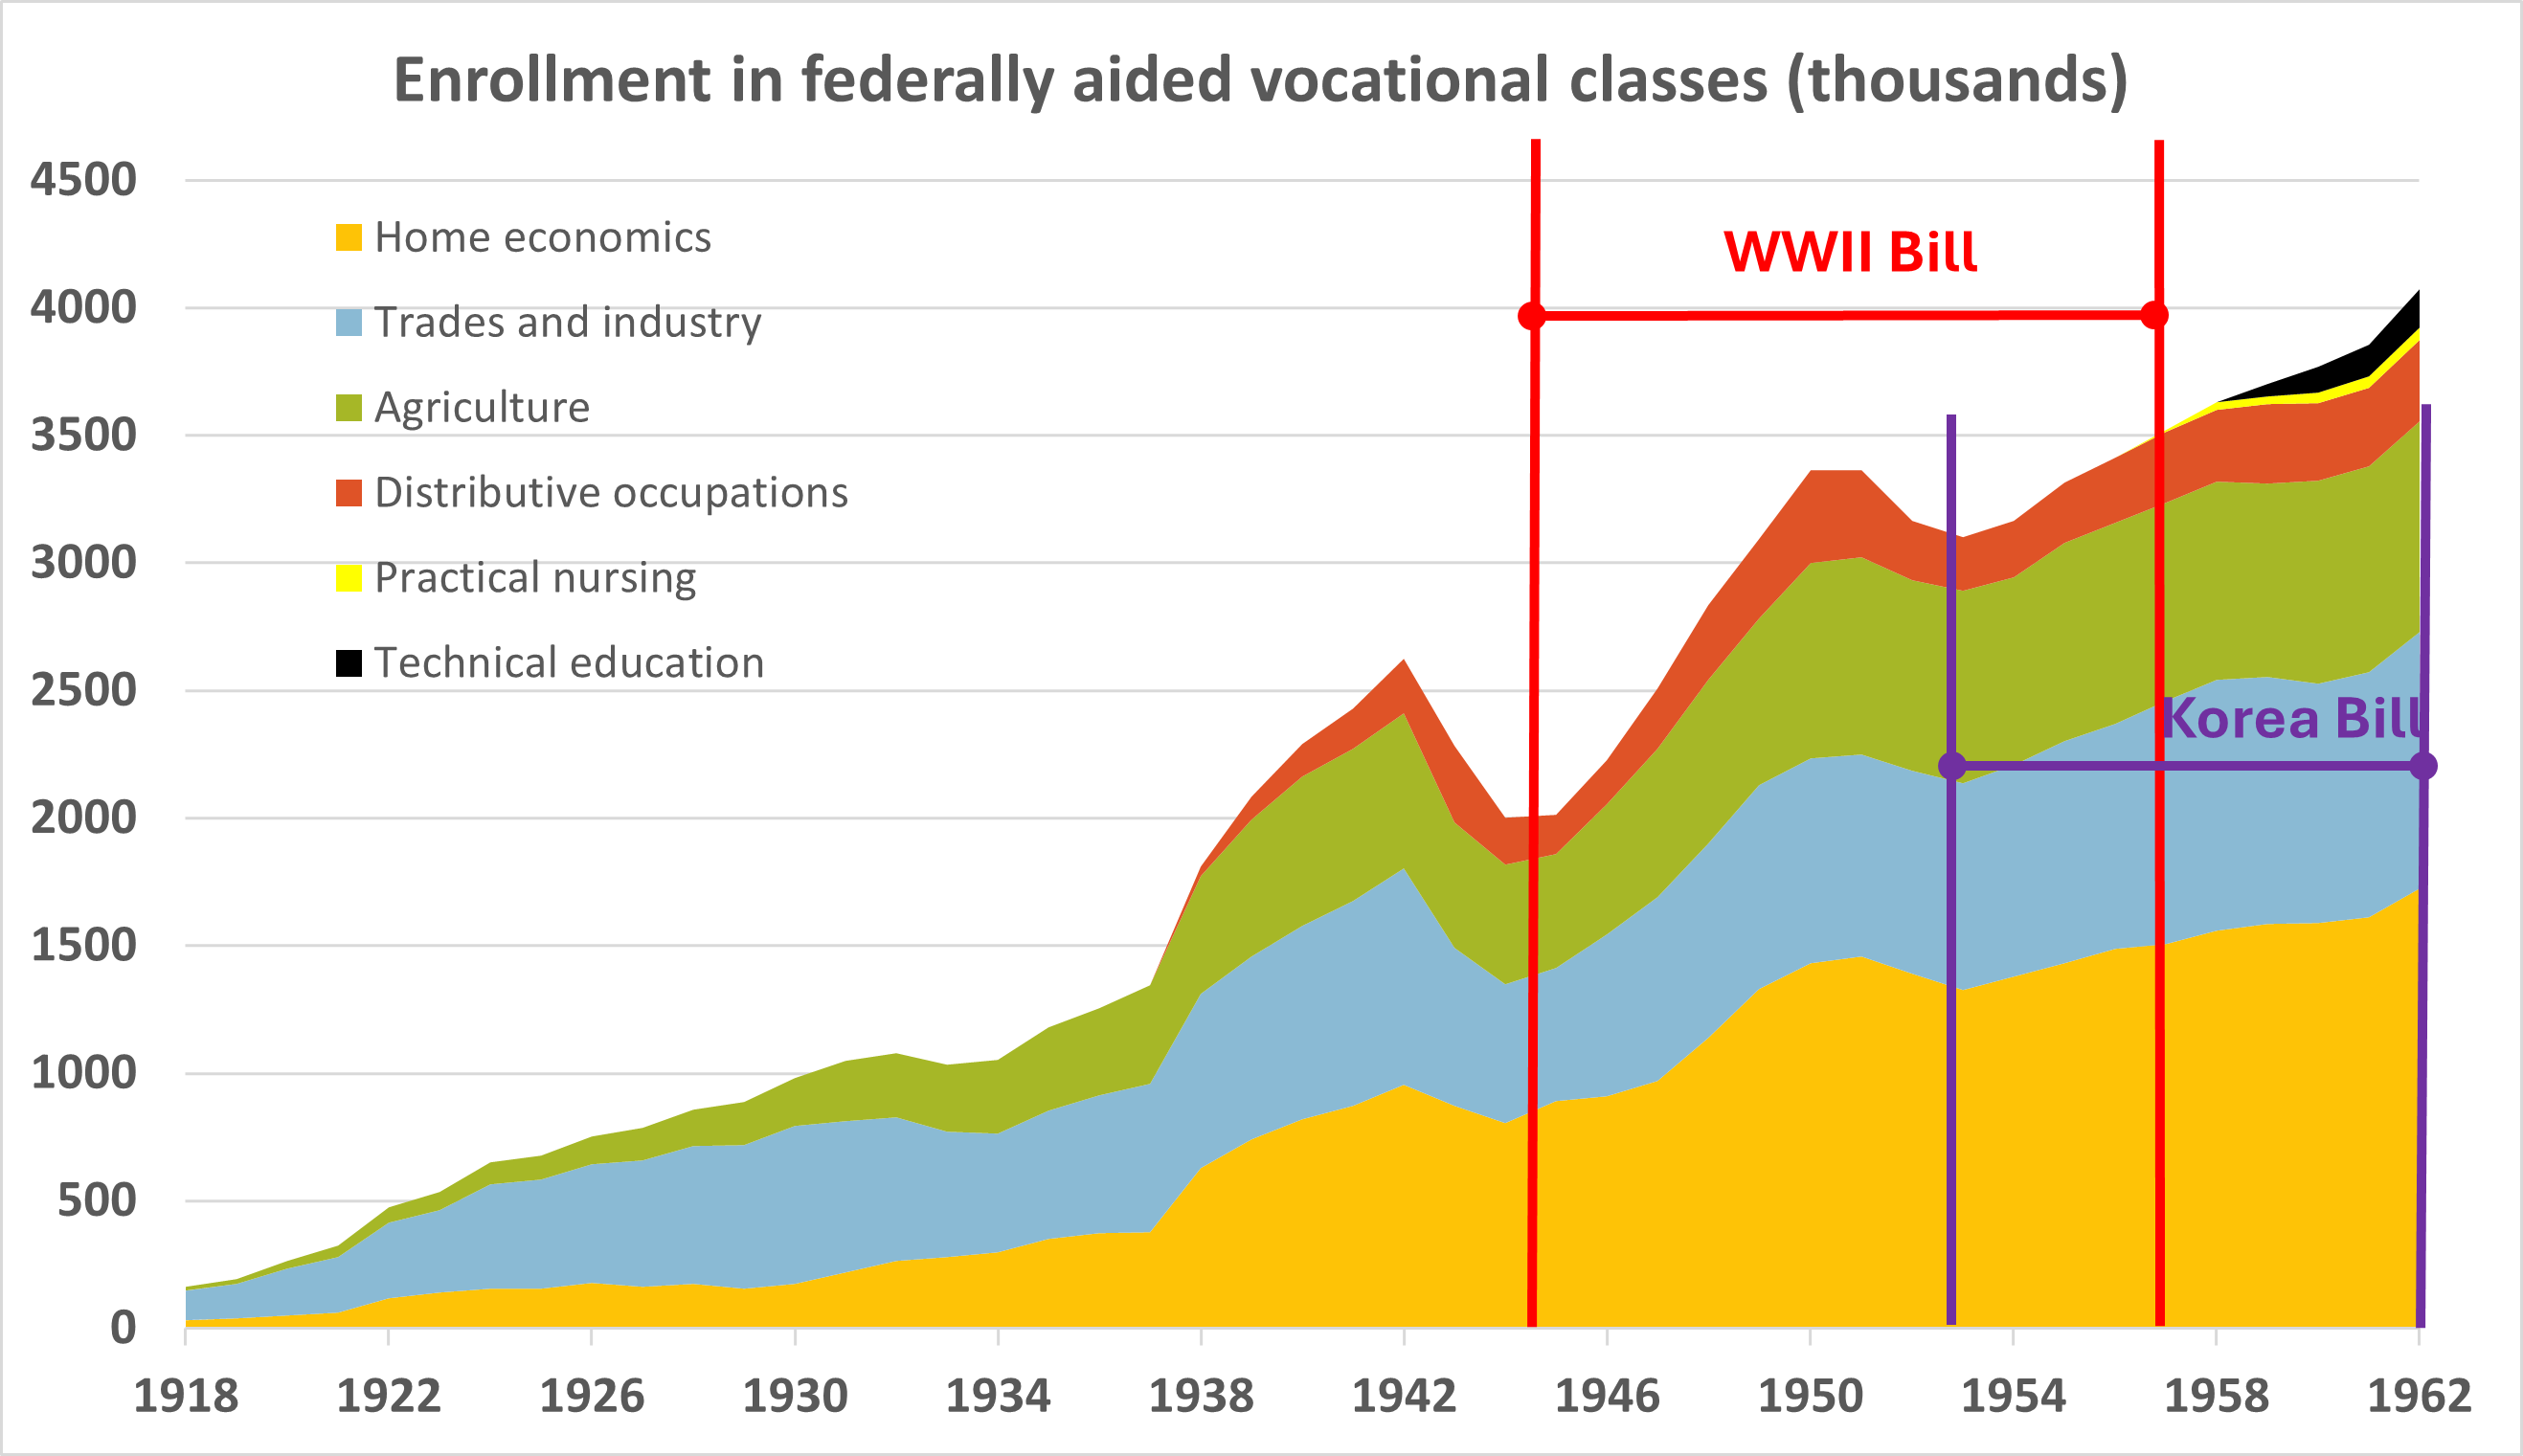 Enrollment in federally aided vocational classes (thousands)
4500
4000
3500
3000
2500
2000
1500
1000
500
0
Home economics
Trades and industry
Agriculture
Distributive occupations
Practical nursing
Technical education
WWII Bill
Korea Bill
1918 1922 1926 1930 1934 1938 1942 1946 1950 1954 1958 1962